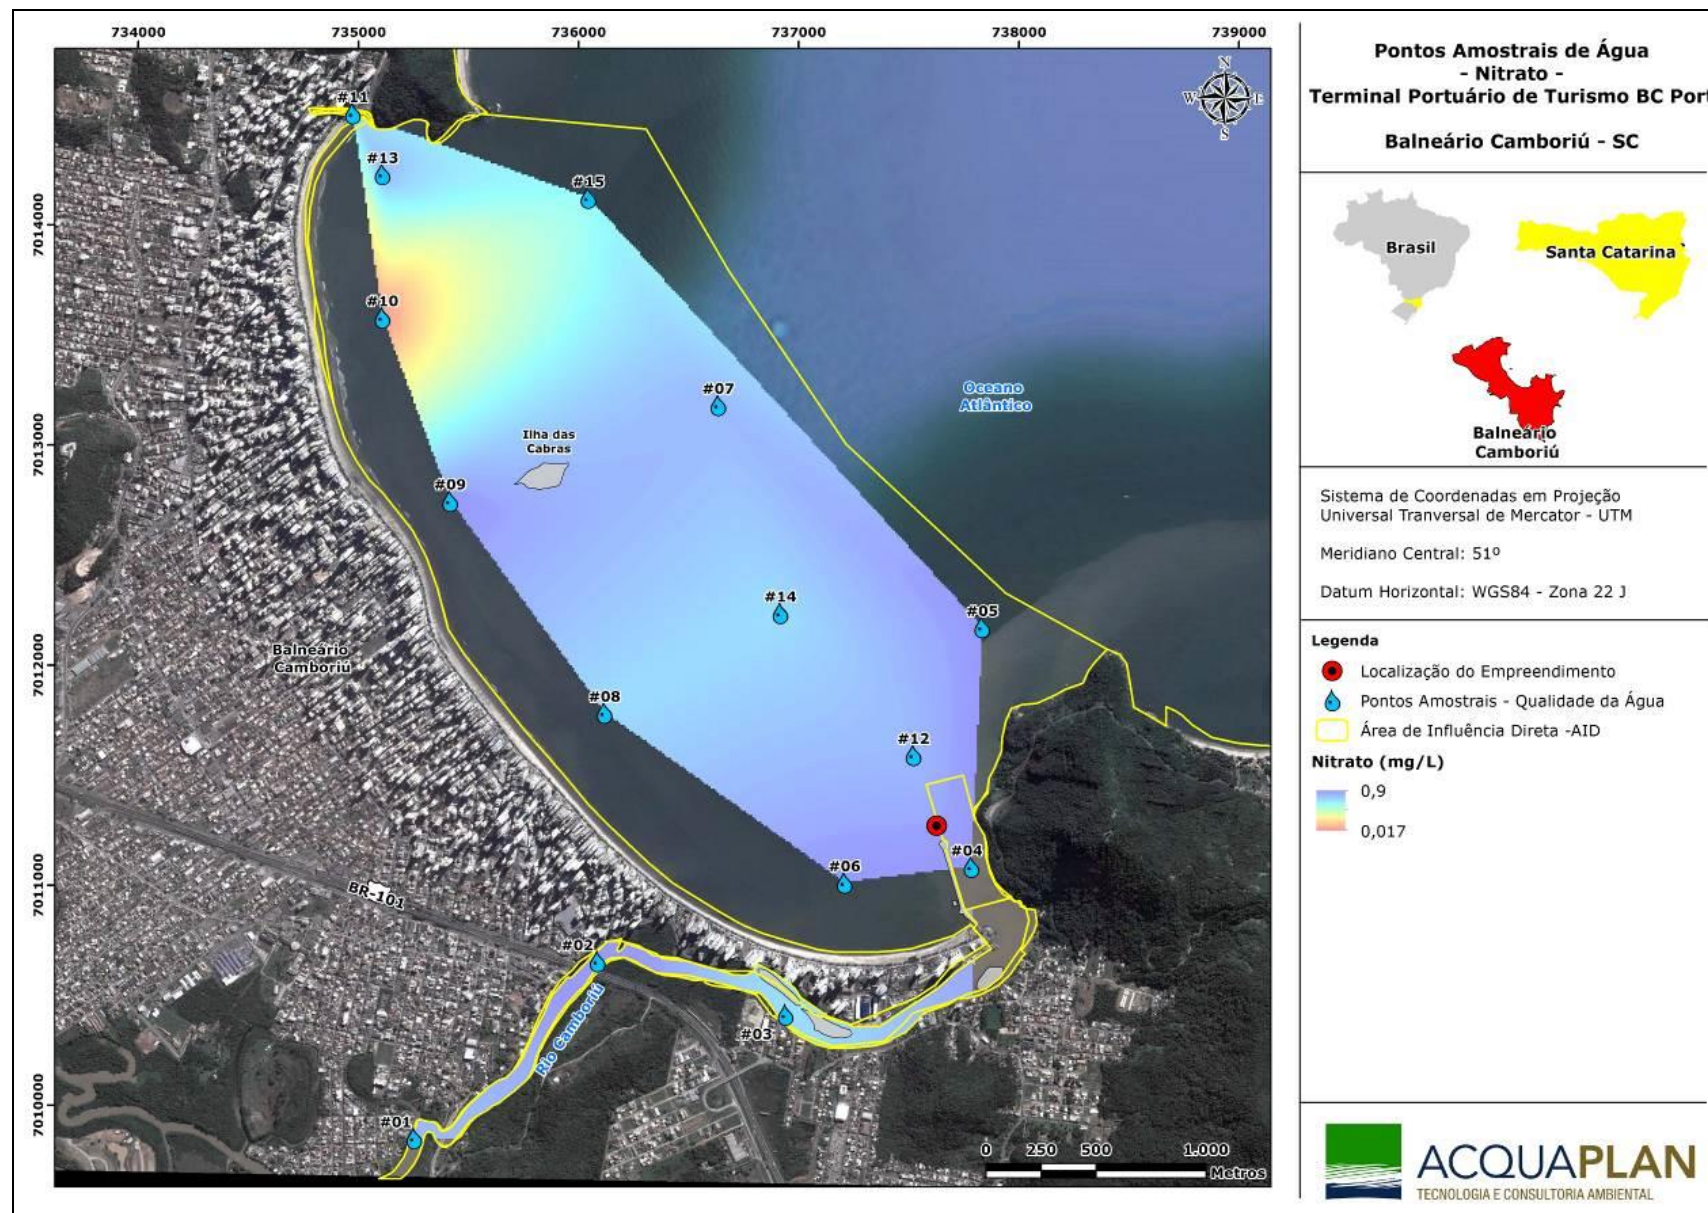 734000
735000
736000
737000
738000
739000
7014000
7013000
7012000
7011000
7010000
N
W
E
S
#11
#13
#15
#10
#07
Oceano
Atlântico
Ilha das
Cabras
#09
#14
#05
Balneário
Camboriú
#08
#12
#04
#06
BR-101
#02
#03
Rio Camboriú
#01
0
250
500
1.000
Metros
Pontos Amostrais de Água
- Nitrato -
Terminal Portuário de Turismo BC Port
Balneário Camboriú - SC
Brasil
Santa Catarina
Balneário
Camboriú
Sistema de Coordenadas em Projeção
Universal Tranversal de Mercator - UTM
Meridiano Central: 51º
Datum Horizontal: WGS84 - Zona 22 J
Legenda
Localização do Empreendimento
Pontos Amostrais - Qualidade da Água
Área de Influência Direta -AID
Nitrato (mg/L)
0,9
0,017
ACQUAPLAN
TECNOLOGIA E CONSULTORIA AMBIENTAL